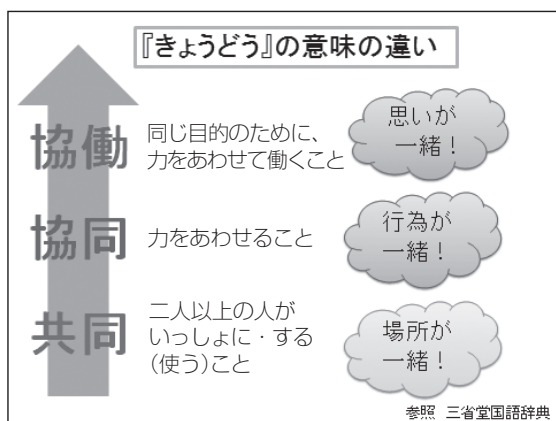 『きょうどう』の意味の違い
協働
同じ目的のために、
力をあわせて働くこと
思いが
一緒！
協同
力をあわせること
行為が
一緒！
共同
二人以上の人が
いっしょに・する
(使う)こと
場所が
一緒！
参照 三省堂国語辞典